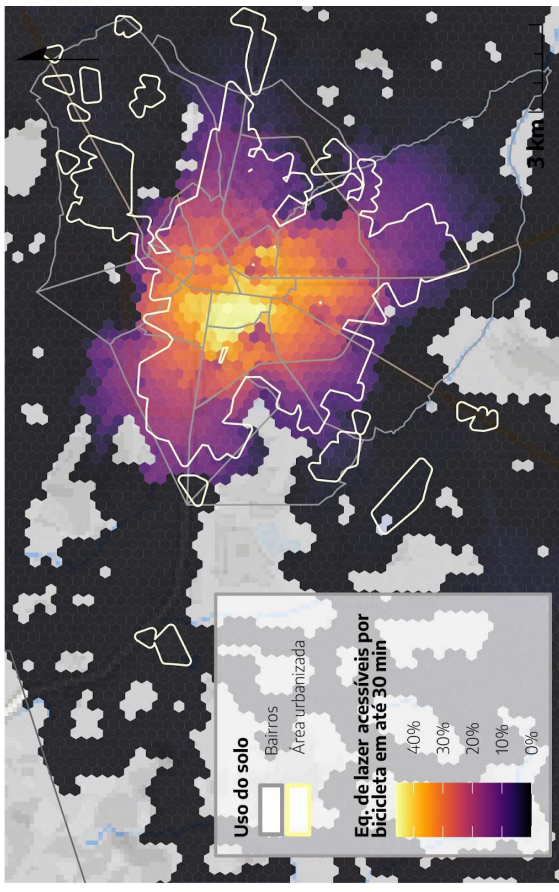 3 km
Uso do solo
Bairros
Área urbanizada
Eq. de lazer acessíveis por
bicicleta em até 30 min
40%
30%
20%
10%
0%